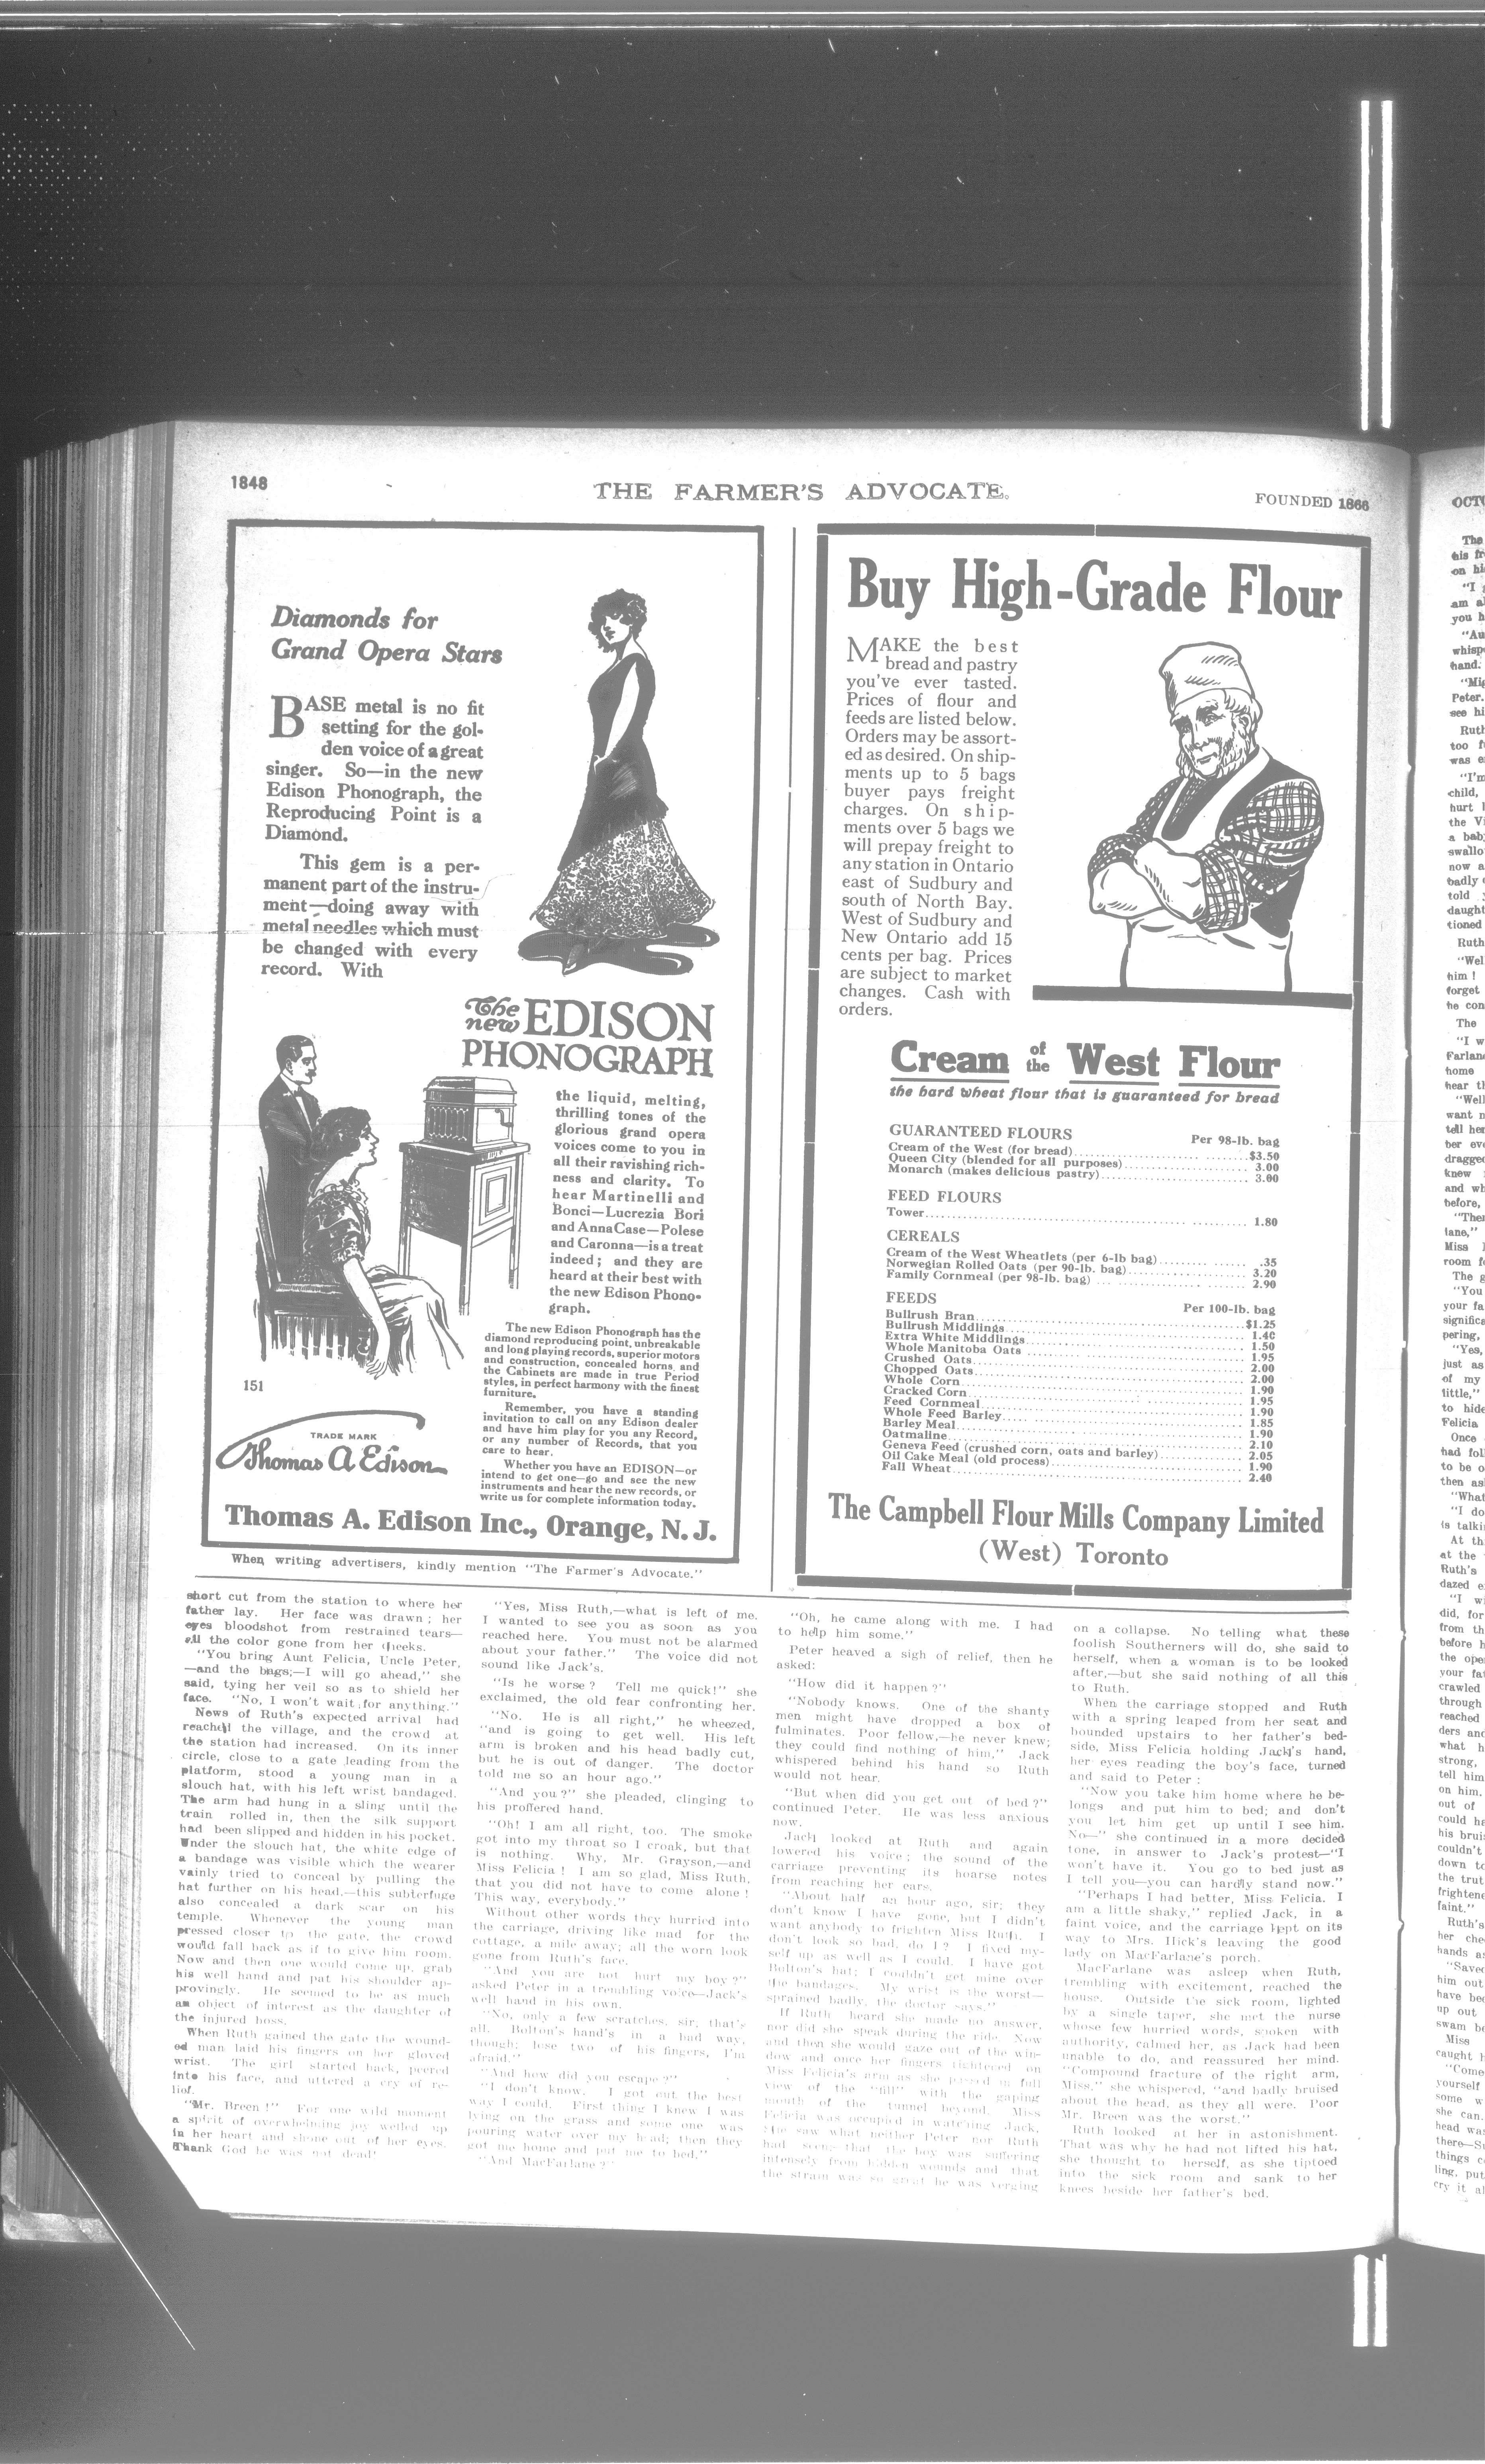 1848
THE FARMER'S ADVOCATE.
FOUNDED 1866
Diamonds for
Grand Opera Stars
BASE metal is no fit
setting for the gol-
den voice of a great
singer. So—in the new
Edison Phonograph, the
Reproducing Point is a
Diamond.
This gem is a per-
manent part of the instru-
ment—doing away with
metal needles which must
be changed with every
record. With
The new EDISON
PHONOGRAPH
the liquid, melting,
thrilling tones of the
glorious grand opera
voices come to you in
all their ravishing rich-
ness and clarity. To
hear Martinelli and
Bonci—Lucrezia Bori
and Anna Case—Polese
and Caronna—is a treat
indeed; and they are
heard at their best with
the new Edison Phono-
graph.
The new Edison Phonograph has the
diamond reproducing point, unbreakable
and long playing records, superior motors
and construction, concealed horns, and
the Cabinets are made in true Period
styles, in perfect harmony with the finest
furniture.
Remember, you have a standing
invitation to call on any Edison dealer
and have him play for you any Record,
or any number of Records, that you
care to hear.
Whether you have an EDISON—or
intend to get one—go and see the new
instruments and hear the new records, or
write us for complete information today.
151
TRADE MARK
Thomas A Edison
Thomas A. Edison Inc., Orange, N. J.
When writing advertisers, kindly mention "The Farmer's Advocate."
Buy High-Grade Flour
MAKE the best
bread and pastry
you've ever tasted.
Prices of flour and
feeds are listed below.
Orders may be assort-
ed as desired. On ship-
ments up to 5 bags
buyer pays freight
charges. On ship-
ments over 5 bags we
will prepay freight to
any station in Ontario
east of Sudbury and
south of North Bay.
West of Sudbury and
New Ontario add 15
cents per bag. Prices
are subject to market
changes. Cash with
orders.
Cream of the West Flour
the hard wheat flour that is guaranteed for bread
GUARANTEED FLOURS Per 98-lb. bag
Cream of the West (for bread) $3.50
Queen City (blended for all purposes) 3.00
Monarch (makes delicious pastry) 3.00
FEED FLOURS
Tower 1.80
CEREALS
Cream of the West Wheatlets (per 6-lb bag) .35
Norwegian Rolled Oats (per 90-lb. bag) 3.20
Family Cornmeal (per 98-lb. bag) 2.90
FEEDS Per 100-lb. bag
Bullrush Bran $1.25
Bullrush Middlings 1.40
Extra White Middlings 1.50
Whole Manitoba Oats 1.95
Crushed Oats 2.00
Chopped Oats 2.00
Whole Corn 1.90
Cracked Corn 1.95
Feed Cornmeal 1.90
Whole Feed Barley 1.85
Barley Meal 1.90
Oatmaline 2.10
Geneva Feed (crushed corn, oats and barley) 2.05
Oil Cake Meal (old process) 1.90
Fall Wheat 2.40
The Campbell Flour Mills Company Limited
(West) Toronto
short cut from the station to where her
father lay. Her face was drawn; her
eyes bloodshot from restrained tears—
all the color gone from her cheeks.
"You bring Aunt Felicia, Uncle Peter,
—and the bags;—I will go ahead," she
said, tying her veil so as to shield her
face. "No, I won't wait for anything."
News of Ruth's expected arrival had
reached the village, and the crowd at
the station had increased. On its inner
circle, close to a gate leading from the
platform, stood a young man in a
slouch hat, with his left wrist bandaged.
The arm had hung in a sling until the
train rolled in, then the silk support
had been slipped and hidden in his pocket.
Under the slouch hat, the white edge of
a bandage was visible which the wearer
vainly tried to conceal by pulling the
hat further on his head,—this subterfuge
also concealed a dark scar on his
temple. Whenever the young man
pressed closer to the gate, the crowd
would fall back as if to give him room.
Now and then one would come up, grab
his well hand and pat his shoulder ap-
provingly. He seemed to be as much
an object of interest as the daughter of
the injured boss.
When Ruth gained the gate the wound-
ed man laid his fingers on her gloved
wrist. The girl started back, peered
into his face, and uttered a cry of re-
lief.
"Mr. Breen!" For one wild moment
a spirit of overwhelming joy welled up
in her heart and shone out of her eyes.
Thank God he was not dead!
"Yes, Miss Ruth,—what is left of me.
I wanted to see you as soon as you
reached here. You must not be alarmed
about your father." The voice did not
sound like Jack's.
"Is he worse? Tell me quick!" she
exclaimed, the old fear confronting her.
"No. He is all right," he wheezed,
"and is going to get well. His left
arm is broken and his head badly cut,
but he is out of danger. The doctor
told me so an hour ago."
"And you?" she pleaded, clinging to
his proffered hand.
"Oh! I am all right, too. The smoke
got into my throat so I croak, but that
is nothing. Why, Mr. Grayson,—and
Miss Felicia! I am so glad, Miss Ruth,
that you did not have to come alone!
This way, everybody."
Without other words they hurried into
the carriage, driving like mad for the
cottage, a mile away; all the worn look
gone from Ruth's face.
"And you are not hurt my boy?"
asked Peter in a trembling voice—Jack's
well hand in his own.
"No, only a few scratches, sir; that's
all. Bolton's hand's in a bad way,
though; lose two of his fingers, I'm
afraid."
"And how did you escape?"
"I don't know. I got out the best
way I could. First thing I knew I was
lying on the grass and some one was
pouring water over my head; then they
got me home and put me to bed."
"And MacFarlane?"
"Oh, he came along with me. I had
to help him some."
Peter heaved a sigh of relief, then he
asked:
"How did it happen?"
"Nobody knows. One of the shanty
men might have dropped a box of
fulminates. Poor fellow,—he never knew;
they could find nothing of him," Jack
whispered behind his hand so Ruth
would not hear.
"But when did you get out of bed?"
continued Peter. He was less anxious
now.
Jack looked at Ruth and again
lowered his voice; the sound of the
carriage preventing its hoarse notes
from reaching her ears.
"About half an hour ago, sir; they
don't know I have gone, but I didn't
want anybody to frighten Miss Ruth. I
don't look so bad, do I? I fixed my-
self up as well as I could. I have got
Bolton's hat; I couldn't get mine over
the bandages. My wrist is the worst—
sprained badly, the doctor says."
If Ruth heard she made no answer,
nor did she speak during the ride. Now
and then she would gaze out of the win-
dow and once her fingers tightened on
Miss Felicia's arm as she passed in full
view of the "fill" with the gaping
mouth of the tunnel beyond. Miss
Felicia was occupied in watching Jack.
She saw what neither Peter nor Ruth
had seen; that the boy was suffering
intensely from hidden wounds and that
the strain was so great he was verging
on a collapse. No telling what these
foolish Southerners will do, she said to
herself, when a woman is to be looked
after,—but she said nothing of all this
to Ruth.
When the carriage stopped and Ruth
with a spring leaped from her seat and
bounded upstairs to her father's bed-
side, Miss Felicia holding Jack's hand,
her eyes reading the boy's face, turned
and said to Peter:
"Now you take him home where he be-
longs and put him to bed; and don't
you let him get up until I see him.
No—" she continued in a more decided
tone, in answer to Jack's protest—"I
won't have it. You go to bed just as
I tell you—you can hardly stand now."
"Perhaps I had better, Miss Felicia. I
am a little shaky," replied Jack, in a
faint voice, and the carriage kept on its
way to Mrs. Hick's leaving the good
lady on MacFarlane's porch.
MacFarlane was asleep when Ruth,
trembling with excitement, reached the
house. Outside the sick room, lighted
by a single taper, she met the nurse
whose few hurried words, spoken with
authority, calmed her, as Jack had been
unable to do, and reassured her mind.
"Compound fracture of the right arm,
Miss," she whispered, "and badly bruised
about the head, as they all were. Poor
Mr. Breen was the worst."
Ruth looked at her in astonishment.
That was why he had not lifted his hat,
she thought to herself, as she tiptoed
into the sick room and sank to her
knees beside her father's bed.